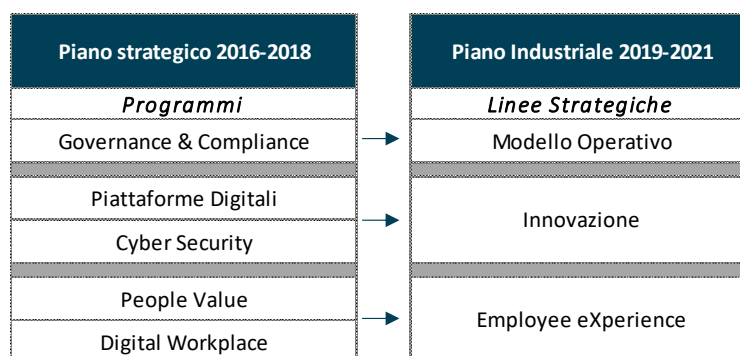 Piano strategico 2016-2018
Programmi
Governance & Compliance
Piattaforme Digitali
Cyber Security
People Value
Digital Workplace
Piano Industriale 2019-2021
Linee Strategiche
Modello Operativo
Innovazione
Employee eXperience